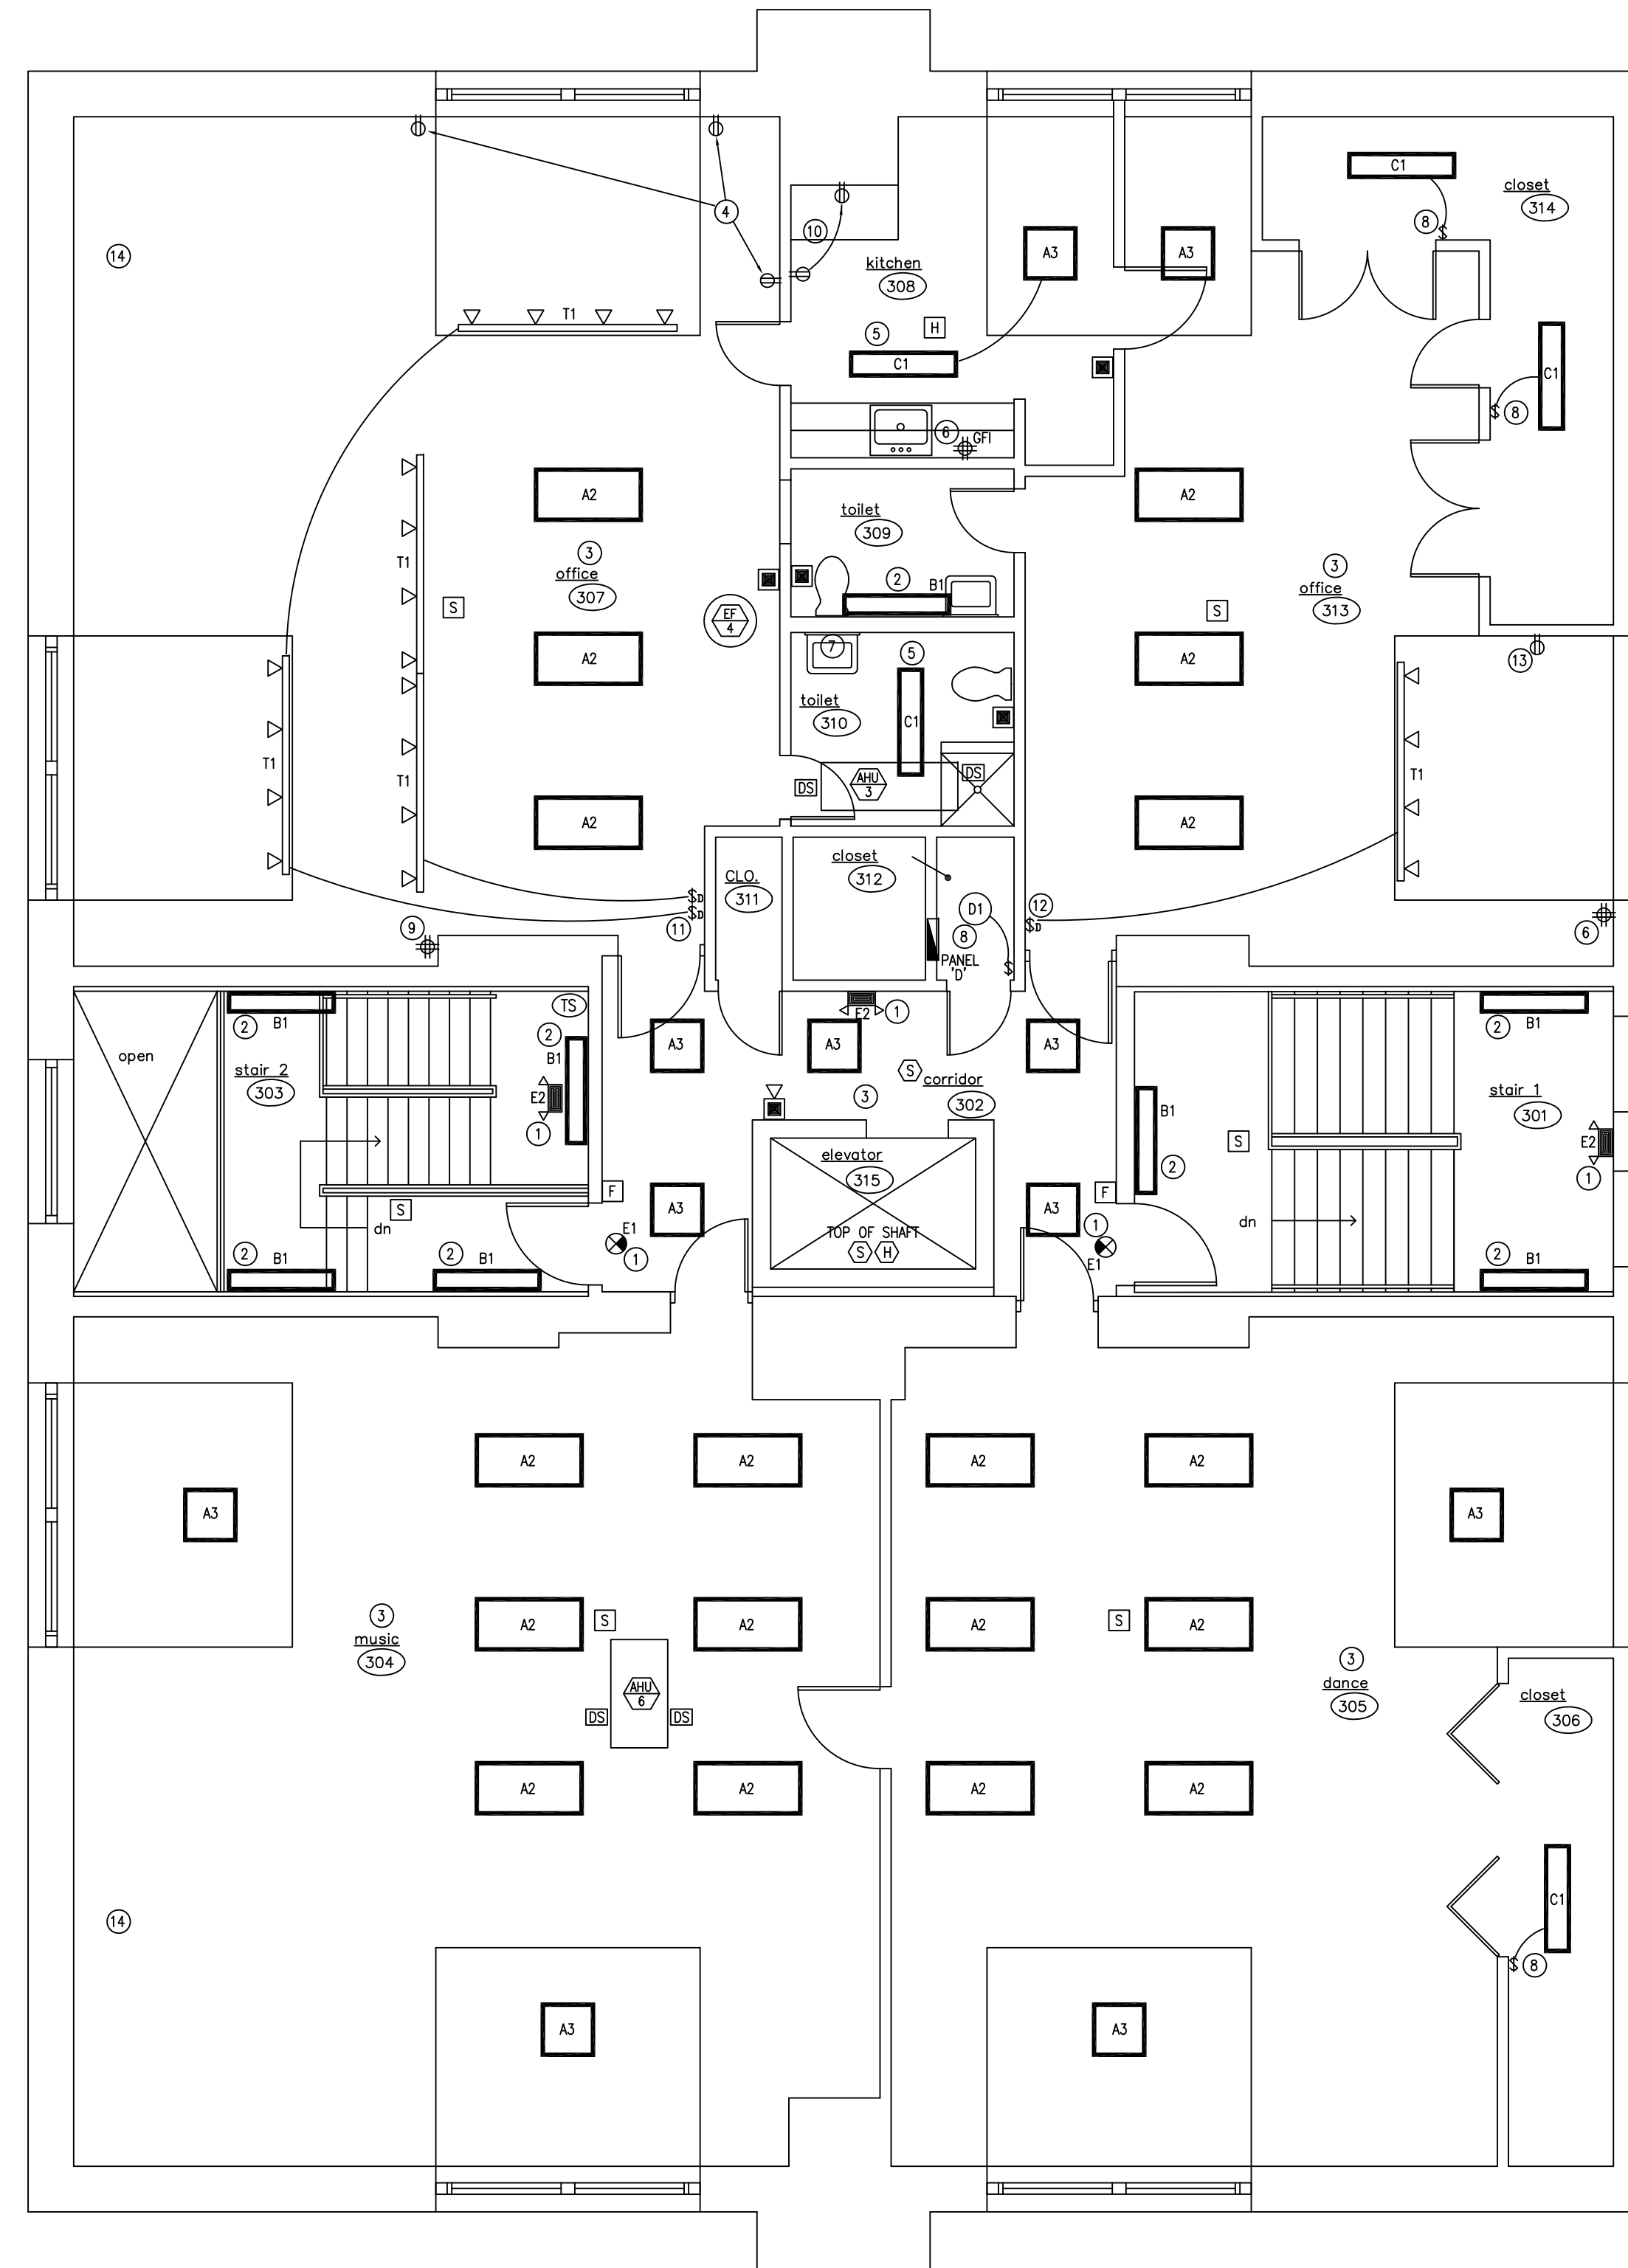 C1
closet
314
8
4
14
10
kitchen
308
A3
A3
T1
5
H
C1
C1
8
6
GFI
A2
A2
toilet
309
3
office
307
T1
S
2
B1
3
office
313
S
EF
4
7
5
A2
A2
13
toilet
310
C1
T1
T1
T1
DS
AHU
3
DS
A2
A2
closet
312
CLO.
311
D1
12
8
11
9
6
PANEL
'D'
TS
2
B1
2
B1
E2
1
2
B1
open
stair 2
303
2
B1
E2
1
A3
A3
A3
S
corridor
302
3
B1
2
stair 1
301
S
E2
1
elevator
315
F
F
S
dn
A3
A3
TOP OF SHAFT
S
H
E1
1
1
E1
dn
2
B1
2
B1
2
B1
A2
A2
A2
A2
A3
A3
3
music
304
A2
S
A2
A2
S
A2
3
dance
305
closet
306
AHU
6
DS
DS
A2
A2
A2
A2
14
C1
8
A3
A3